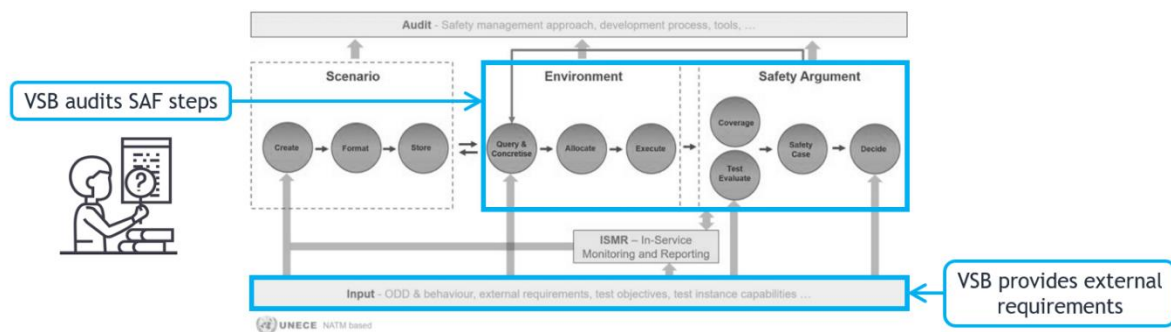 Audit - Safety management approach, development process, tools, ...
Scenario
Environment
Safety Argument
VSB audits SAF steps
Create
Format
Store
Query &
Concretise
Allocate
Execute
Coverage
Test
Evaluate
Safety
Case
Decide
ISMR – In-Service
Monitoring and Reporting
VSB provides external
requirements
Input - ODD & behaviour, external requirements, test objectives, test instance capabilities ...
UNECE NATM based